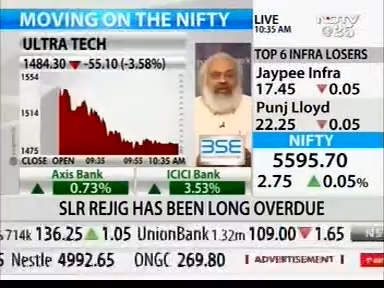 MOVING ON THE NIFTY
LIVE
10:35 AM
NDTV
@25
ULTRA TECH
1484.30 ▼ -55.10 (-3.58%)
1554
1514
1475
CLOSE OPEN 09:35 09:55 10:35 AM
BSE
TOP 6 INFRA LOSERS
Jaypee Infra
17.45 ▼0.05
Punj Lloyd
22.25 ▼0.05
NIFTY
5595.70
2.75 ▲0.05%
Axis Bank
▲ 0.73%
ICICI Bank
▲ 3.53%
SLR REJIG HAS BEEN LONG OVERDUE
714k 136.25 ▲ 1.05 UnionBank 1.32m 109.00 ▼ 1.65
Nestle 4992.65 ONGC 269.80
ADVERTISEMENT